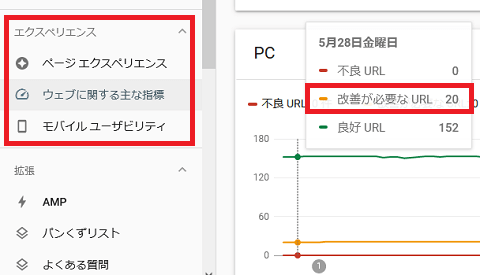 エクスペリエンス
ページ エクスペリエンス
ウェブに関する主な指標
モバイル ユーザビリティ
拡張
AMP
パンくずリスト
よくある質問
PC
5月28日金曜日
不良 URL 0
改善が必要な URL 20
良好 URL 152
不良 UR
180
120
60
0
1